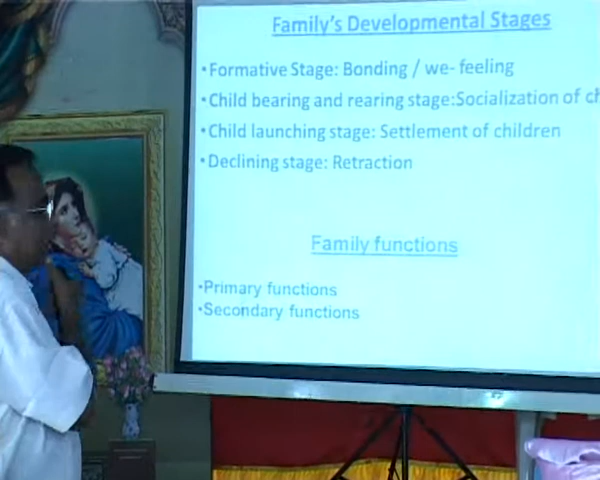 Family's Developmental Stages
•Formative Stage: Bonding / we- feeling
•Child bearing and rearing stage:Socialization of ch
•Child launching stage: Settlement of children
•Declining stage: Retraction
Family functions
•Primary functions
•Secondary functions